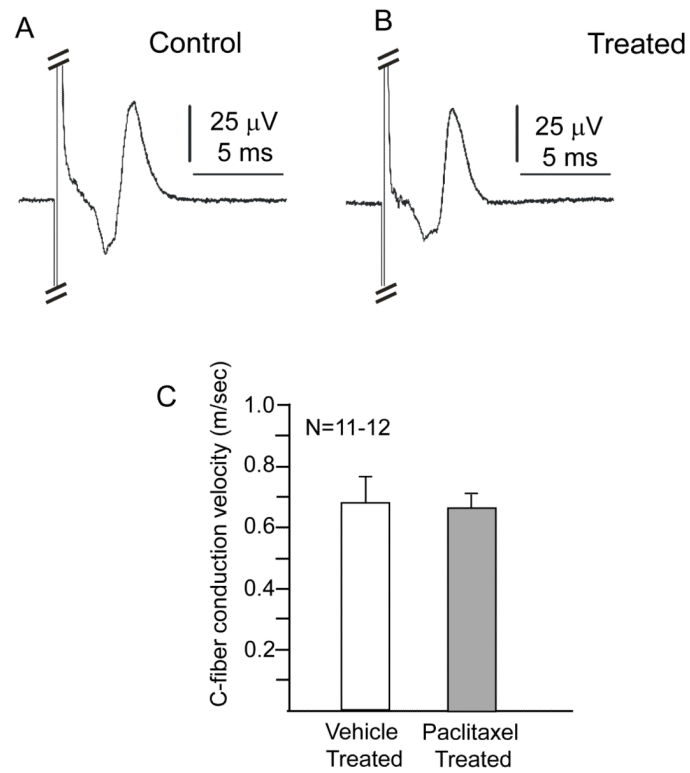 A
Control
25 μV
5 ms
B
Treated
25 μV
5 ms
C
C-fiber conduction velocity (m/sec)
1.0
0.8
0.6
0.4
0.2
N=11-12
Vehicle
Treated
Paclitaxel
Treated